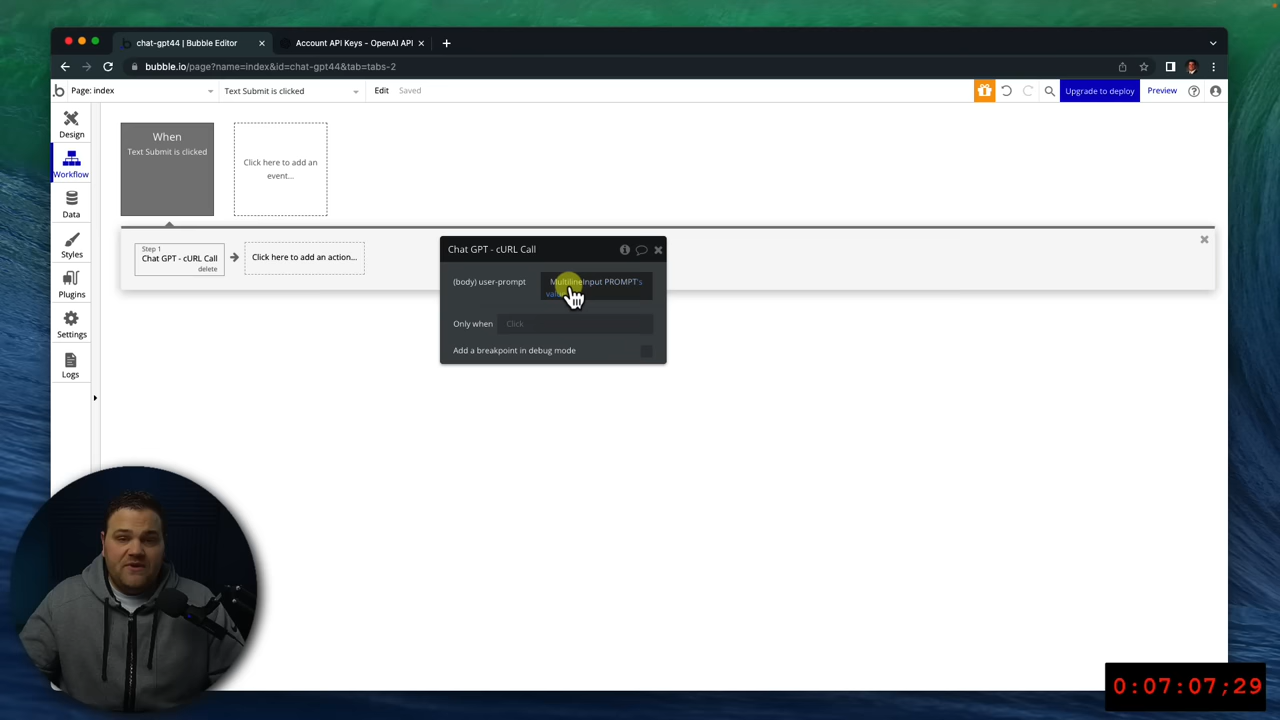 chat-gpt44 | Bubble Editor
Account API Keys - OpenAI API
bubble.io/page?name=index&id=chat-gpt44&tab=tabs-2
Page: index
Text Submit is clicked
Edit
Saved
Upgrade to deploy
Preview
Design
Workflow
Data
Styles
Plugins
Settings
Logs
When
Text Submit is clicked
Click here to add an
event...
Step 1
Chat GPT - cURL Call
delete
Click here to add an action...
Chat GPT - cURL Call
(body) user-prompt
MultilineInput PROMPT's
Only when
Click
Add a breakpoint in debug mode
0:07:07;29